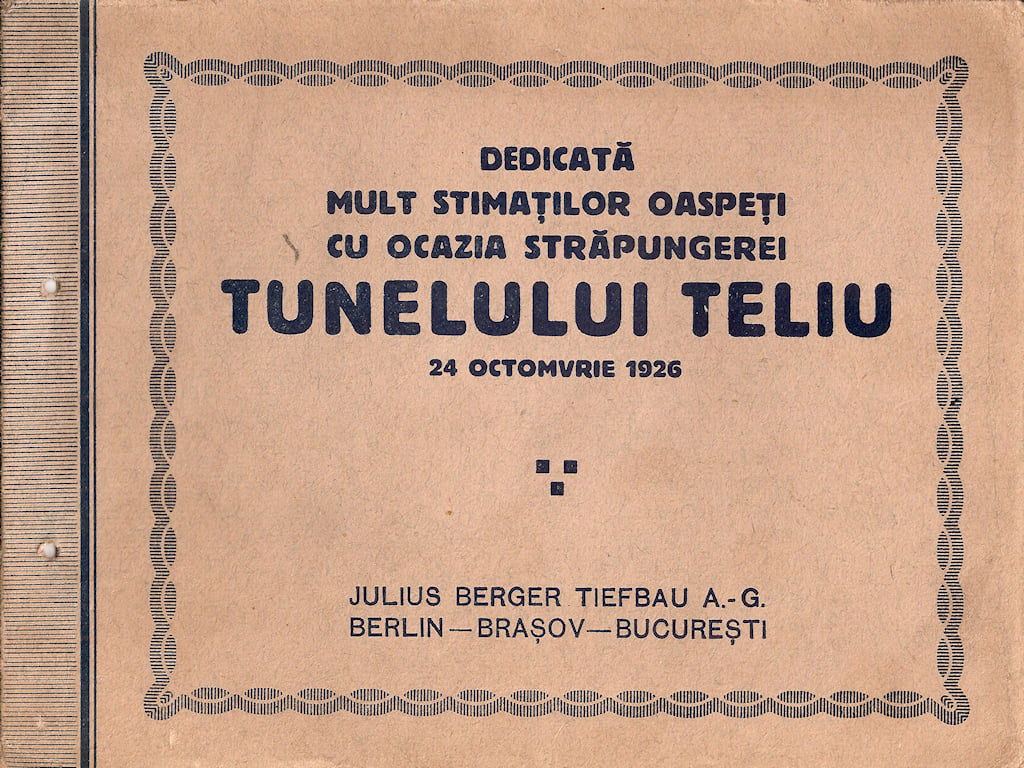 DEDICATĂ
MULT STIMAȚILOR OASPEȚI
CU OCAZIA STRĂPUNGEREI
TUNELULUI TELIU
24 OCTOMVRIE 1926
JULIUS BERGER TIEFBAU A.-G.
BERLIN—BRAȘOV—BUCUREȘTI